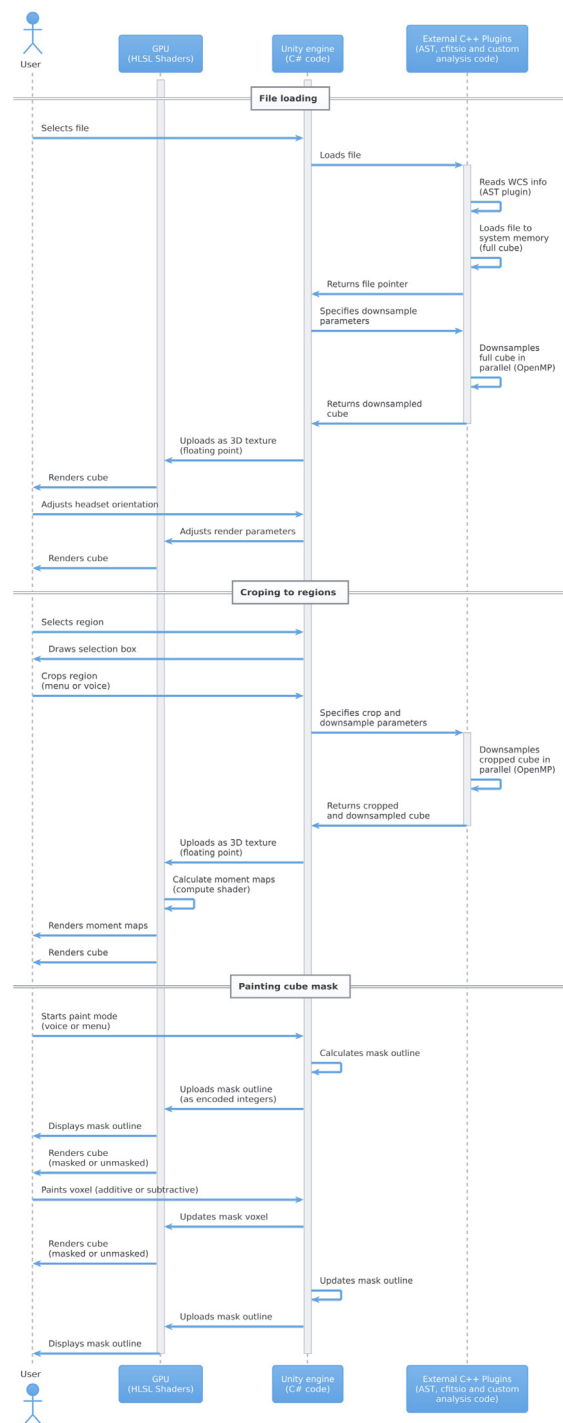 User
GPU
(HLSL Shaders)
Unity engine
(C# code)
External C++ Plugins
(AST, cfitsio and custom
analysis code)
File loading
Selects file
Loads file
Reads WCS info
(AST plugin)
Loads file to
system memory
(full cube)
Returns file pointer
Specifies downsample
parameters
Downsamples
full cube in
parallel (OpenMP)
Returns downsampled
cube
Uploads as 3D texture
(floating point)
Renders cube
Adjusts headset orientation
Adjusts render parameters
Renders cube
Croping to regions
Selects region
Draws selection box
Crops region
(menu or voice)
Specifies crop and
downsample parameters
Downsamples
cropped cube in
parallel (OpenMP)
Returns cropped
and downsampled cube
Uploads as 3D texture
(floating point)
Calculate moment maps
(compute shader)
Renders moment maps
Renders cube
Painting cube mask
Starts paint mode
(voice or menu)
Calculates mask outline
Uploads mask outline
(as encoded integers)
Displays mask outline
Renders cube
(masked or unmasked)
Paints voxel (additive or subtractive)
Updates mask voxel
Renders cube
(masked or unmasked)
Updates mask outline
Uploads mask outline
Displays mask outline
User
GPU
(HLSL Shaders)
Unity engine
(C# code)
External C++ Plugins
(AST, cfitsio and custom
analysis code)